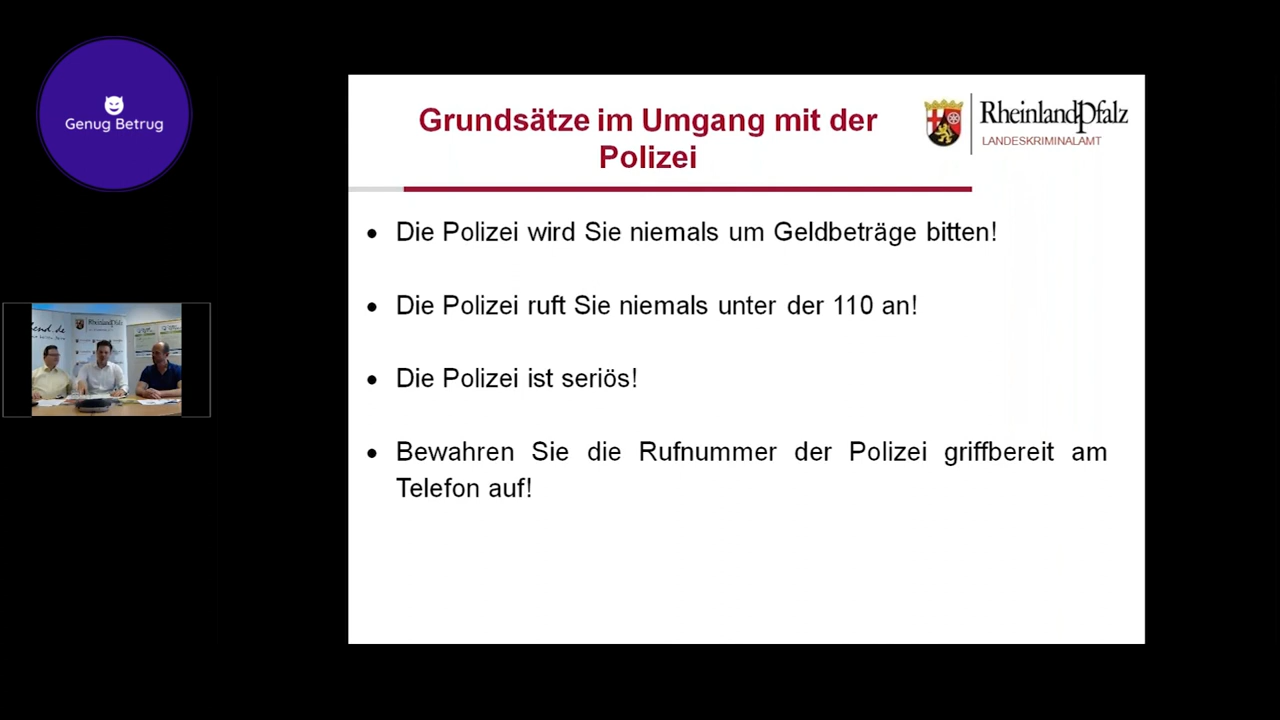 Genug Betrug
Grundsätze im Umgang mit der
Polizei
RheinlandPfalz
LANDESKRIMINALAMT
• Die Polizei wird Sie niemals um Geldbeträge bitten!
• Die Polizei ruft Sie niemals unter der 110 an!
• Die Polizei ist seriös!
• Bewahren Sie die Rufnummer der Polizei griffbereit am
Telefon auf!
RheinlandPfalz